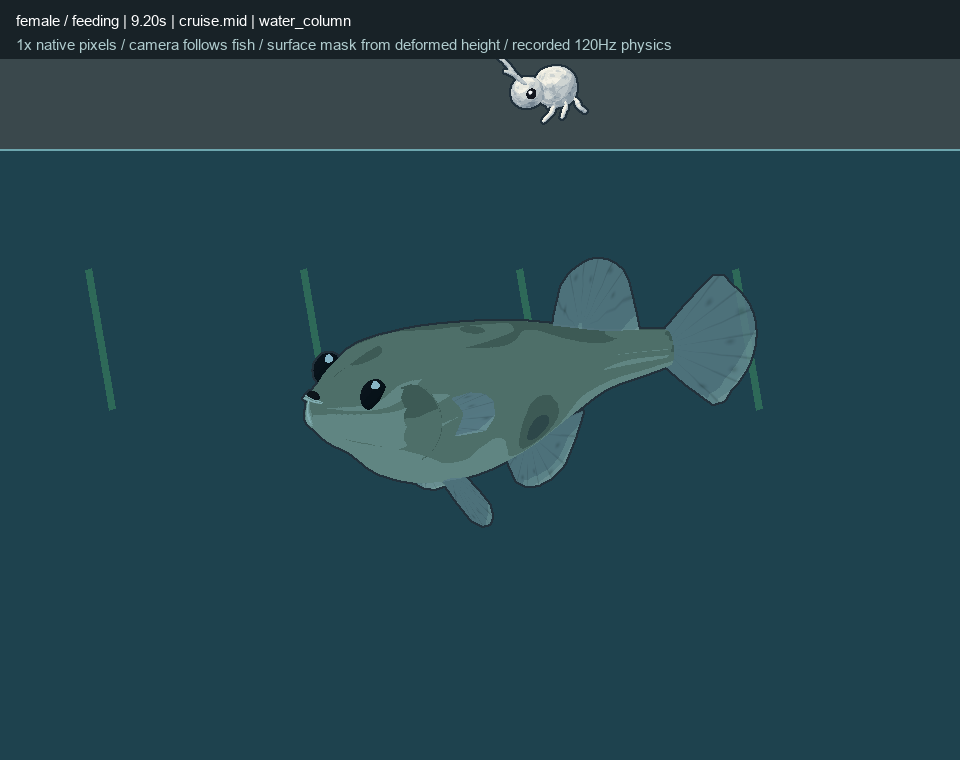 female / feeding | 9.20s | cruise.mid | water_column
1x native pixels / camera follows fish / surface mask from deformed height / recorded 120Hz physics